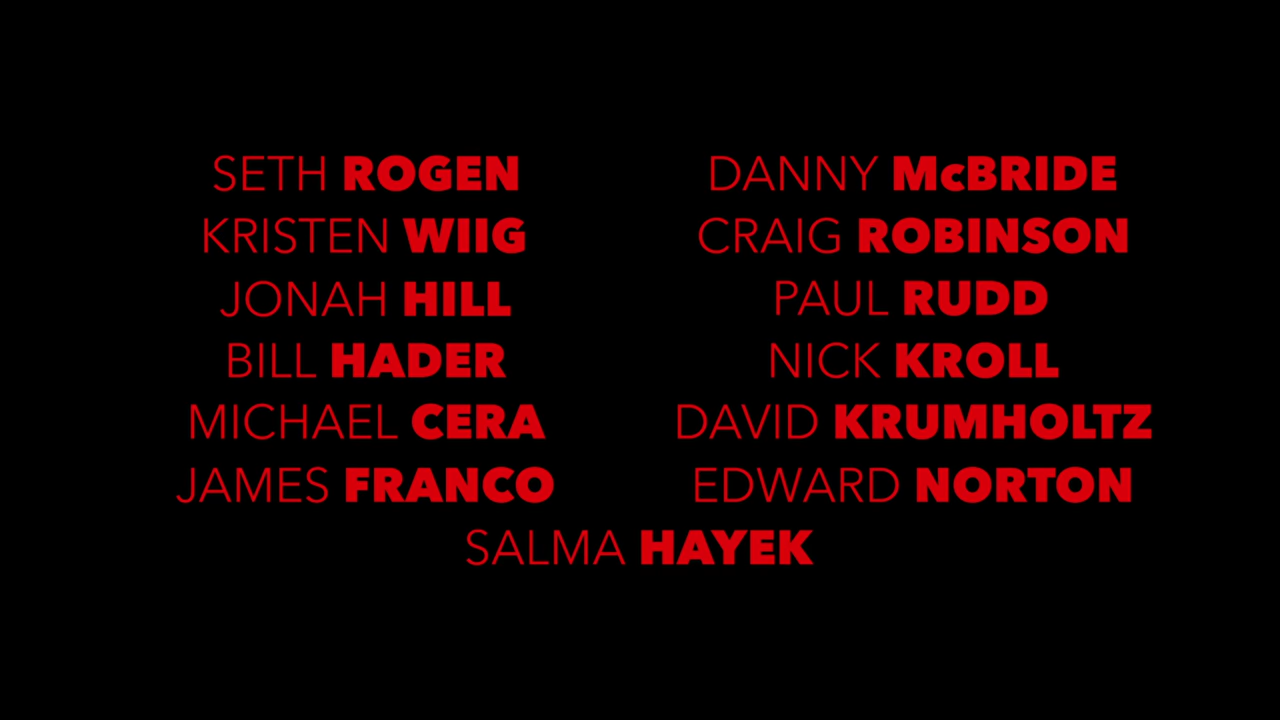 SETH ROGEN
KRISTEN WIIG
JONAH HILL
BILL HADER
MICHAEL CERA
JAMES FRANCO
DANNY McBRIDE
CRAIG ROBINSON
PAUL RUDD
NICK KROLL
DAVID KRUMHOLTZ
EDWARD NORTON
SALMA HAYEK